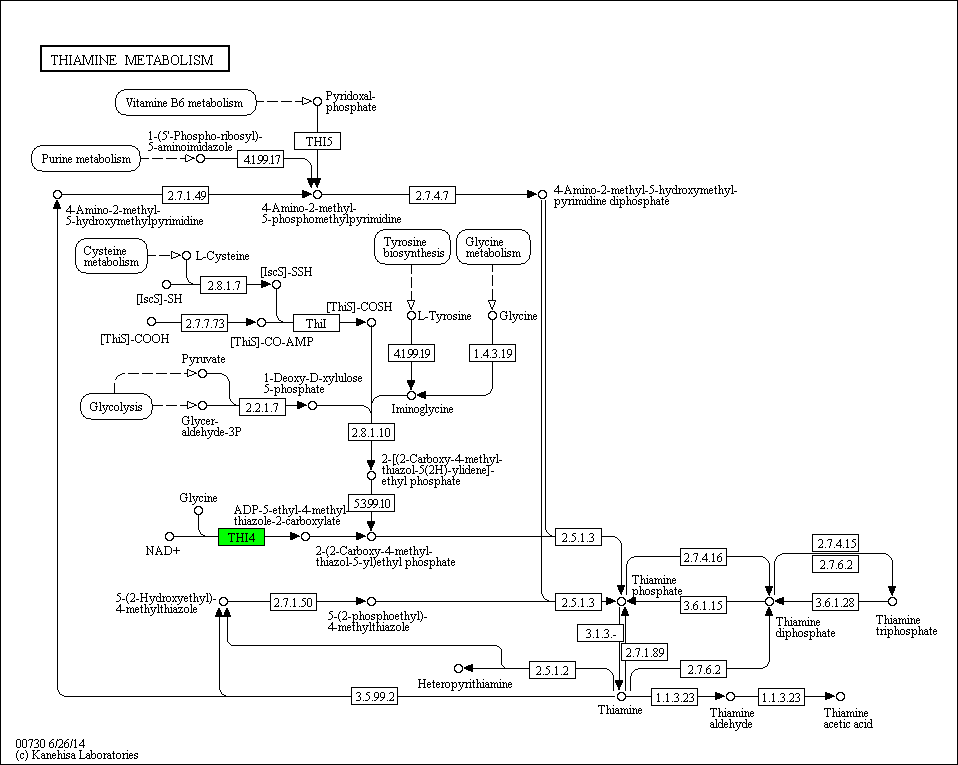 THIAMINE METABOLISM
Vitamine B6 metabolism
Pyridoxal-
phosphate
1-(5'-Phospho-ribosyl)-
5-aminoimidazole
THI5
Purine metabolism
4.1.99.17
2.7.1.49
2.7.4.7
4-Amino-2-methyl-5-hydroxymethyl-
pyrimidine diphosphate
4-Amino-2-methyl-
5-hydroxymethylpyrimidine
4-Amino-2-methyl-
5-phosphomethylpyrimidine
Cysteine
metabolism
L-Cysteine
Tyrosine
biosynthesis
Glycine
metabolism
[IscS]-SSH
2.8.1.7
[IscS]-SH
[ThiS]-COSH
L-Tyrosine
Glycine
2.7.7.73
ThiI
[ThiS]-COOH
[ThiS]-CO-AMP
4.1.99.19
1.4.3.19
Pyruvate
1-Deoxy-D-xylulose
5-phosphate
Glycolysis
2.2.1.7
Iminoglycine
Glycer-
aldehyde-3P
2.8.1.10
2-[(2-Carboxy-4-methyl-
thiazol-5(2H)-ylidene]-
ethyl phosphate
Glycine
5.3.99.10
ADP-5-ethyl-4-methyl-
thiazole-2-carboxylate
THI4
NAD+
2-(2-Carboxy-4-methyl-
thiazol-5-yl)ethyl phosphate
2.5.1.3
2.7.4.16
2.7.4.15
2.7.6.2
Thiamine
phosphate
5-(2-Hydroxyethyl)-
4-methylthiazole
2.7.1.50
5-(2-phosphoethyl)-
4-methylthiazole
2.5.1.3
3.6.1.15
3.6.1.28
Thiamine
diphosphate
Thiamine
triphosphate
3.1.3.-
2.7.1.89
2.5.1.2
2.7.6.2
Heteropyrithiamine
3.5.99.2
Thiamine
1.1.3.23
Thiamine
aldehyde
1.1.3.23
Thiamine
acetic acid
00730 6/26/14
(c) Kanehisa Laboratories